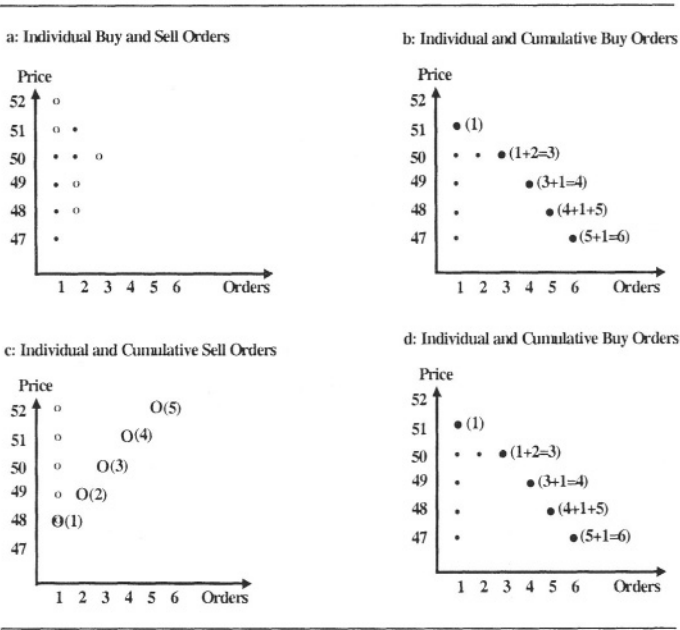 a: Individual Buy and Sell Orders
Price
52
51
50
49
48
47
1 2 3 4 5 6 Orders
b: Individual and Cumulative Buy Orders
Price
52
51 (1)
50 (1+2=3)
49 (3+1=4)
48 (4+1+5)
47 (5+1=6)
1 2 3 4 5 6 Orders
c: Individual and Cumulative Sell Orders
Price
52 O(5)
51 O(4)
50 O(3)
49 O(2)
48 O(1)
47
1 2 3 4 5 6 Orders
d: Individual and Cumulative Buy Orders
Price
52
51 (1)
50 (1+2=3)
49 (3+1=4)
48 (4+1+5)
47 (5+1=6)
1 2 3 4 5 6 Orders